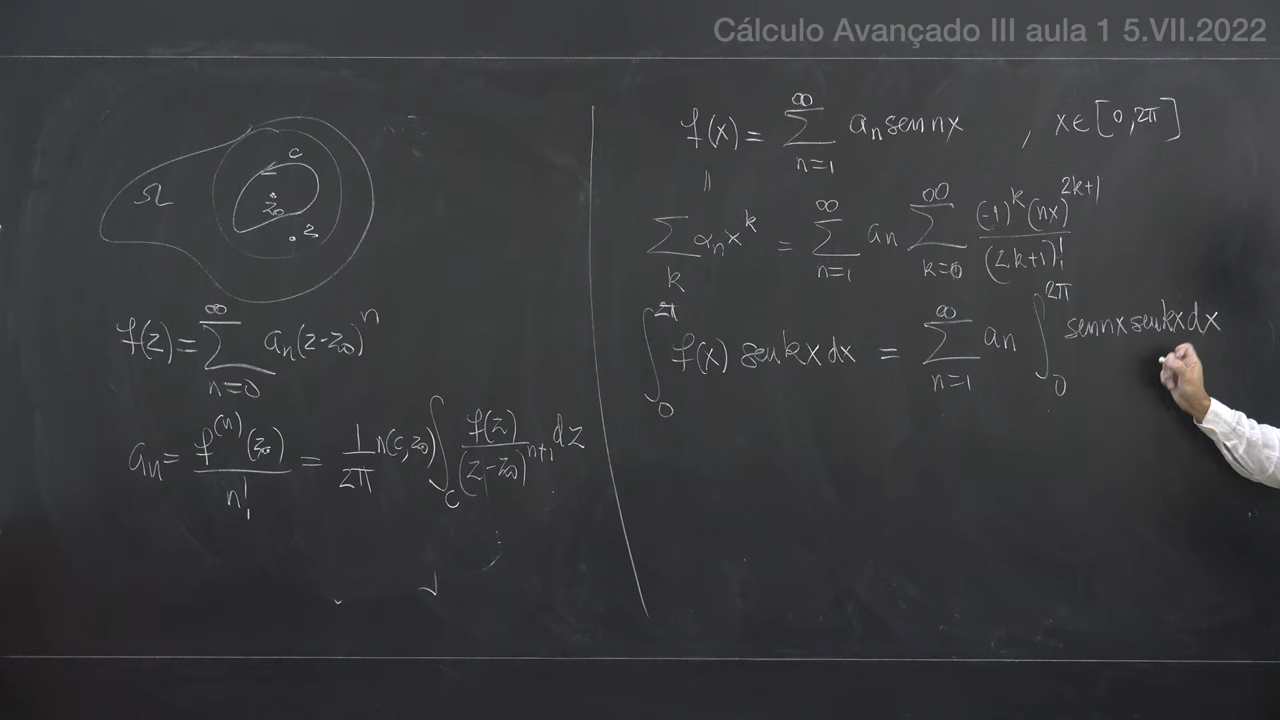 Cálculo Avançado III aula 1 5.VII.2022
Ω C z₀ z
f(z) = ∑_{n=0}^{∞} aₙ(z-z₀)ⁿ
aₙ = f⁽ⁿ⁾(z₀)/n! = 1/2π n(c,z₀) ∫_C f(z)/(z-z₀)ⁿ⁺¹ dz
f(x) = ∑_{n=1}^{∞} aₙ sen nx , x∈[0,2π]
||
∑_k αₙ x^k = ∑_{n=1}^{∞} aₙ ∑_{k=0}^{∞} (-1)^k (nx)^{2k+1}/(2k+1)!
∫_0^{2π} f(x) sen kx dx = ∑_{n=1}^{∞} aₙ ∫_0^{2π} sen nx sen kx dx